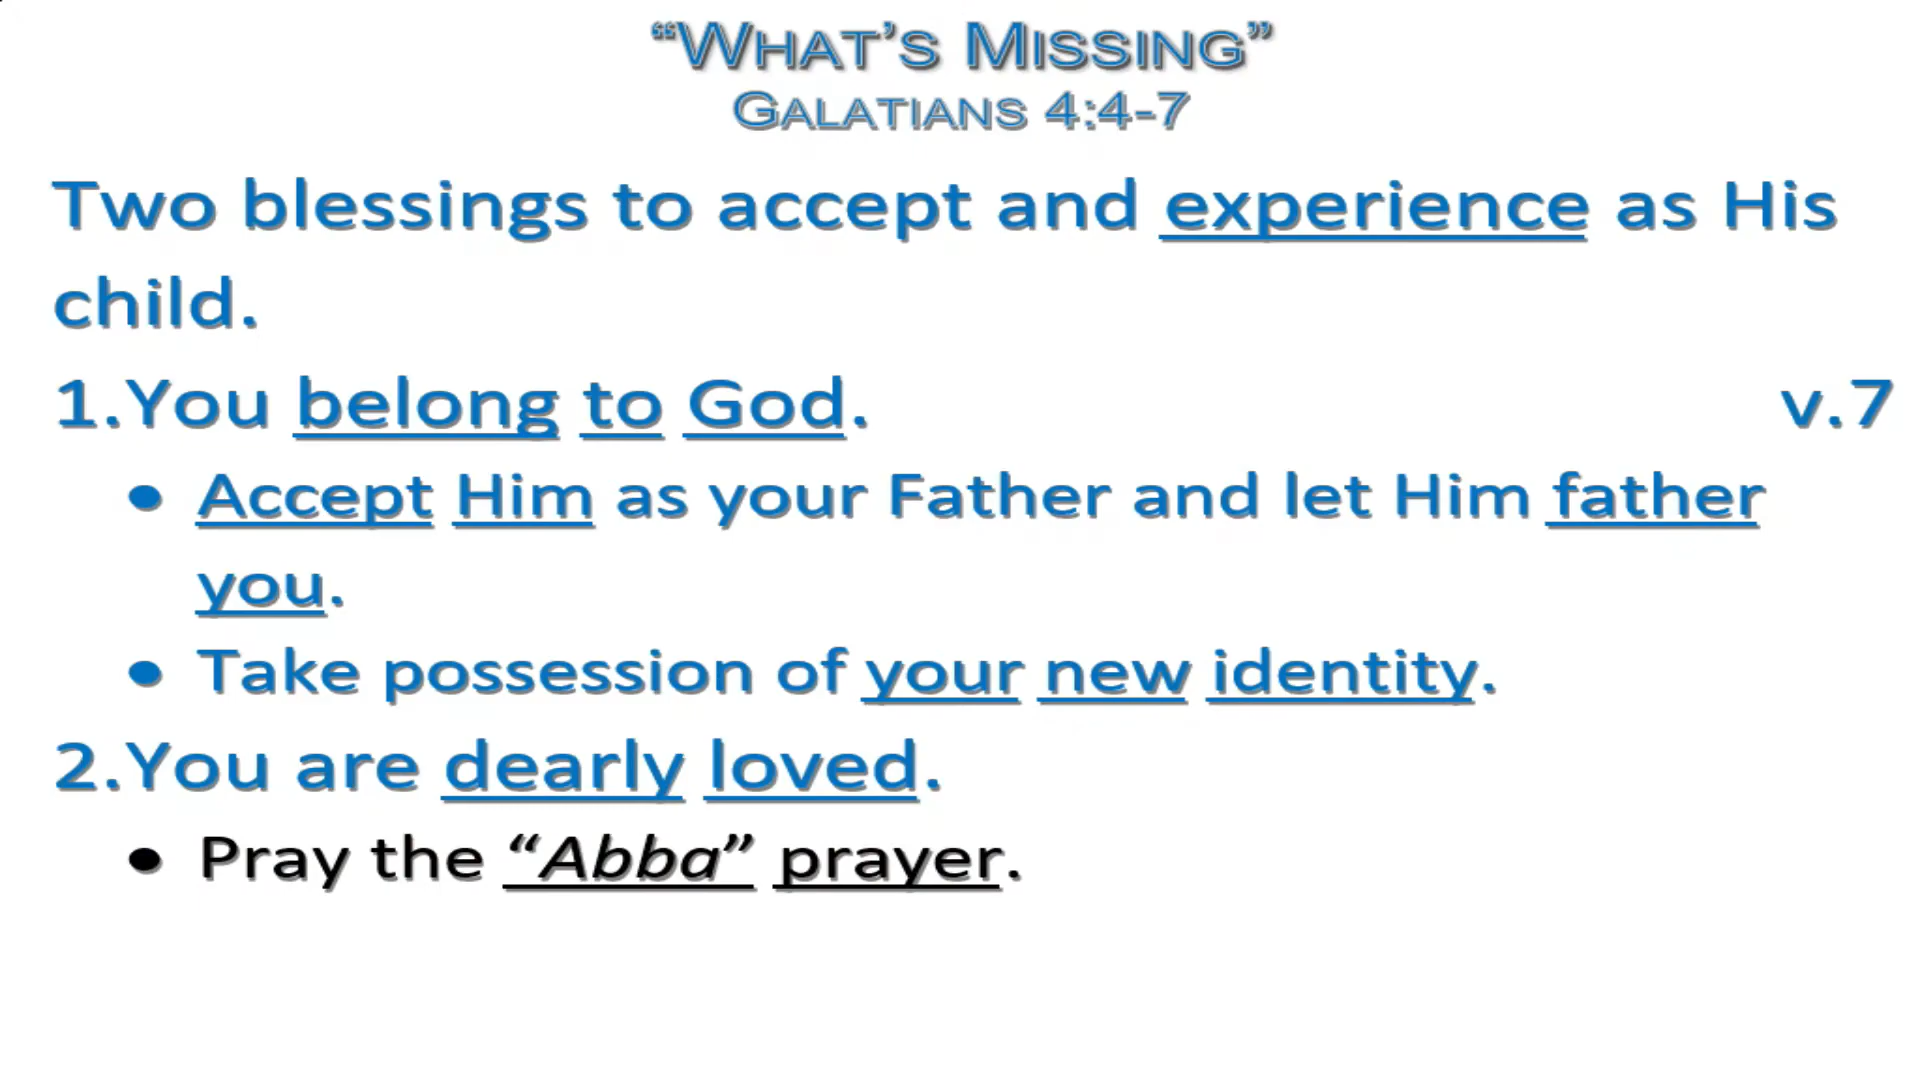 “WHAT’S MISSING”
GALATIANS 4:4-7
Two blessings to accept and experience as His
child.
1.You belong to God. v.7
• Accept Him as your Father and let Him father
you.
• Take possession of your new identity.
2.You are dearly loved.
• Pray the “Abba” prayer.